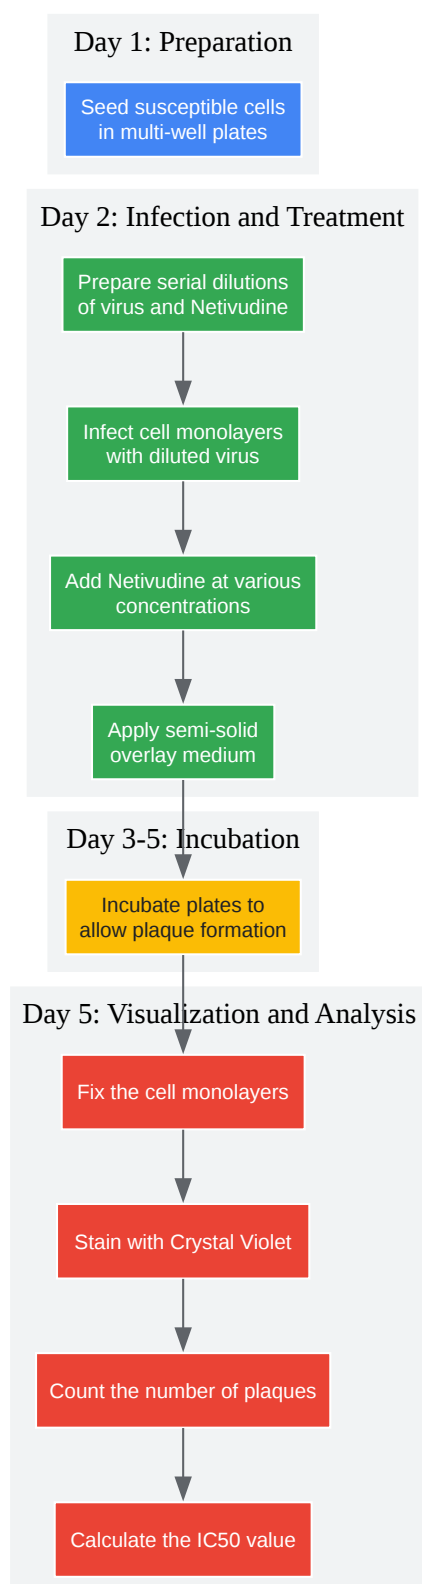 Day 1: Preparation
Seed susceptible cells
in multi-well plates
Day 2: Infection and Treatment
Prepare serial dilutions
of virus and Netivudine
Infect cell monolayers
with diluted virus
Add Netivudine at various
concentrations
Apply semi-solid
overlay medium
Day 3-5: Incubation
Incubate plates to
allow plaque formation
Day 5: Visualization and Analysis
Fix the cell monolayers
Stain with Crystal Violet
Count the number of plaques
Calculate the IC50 value